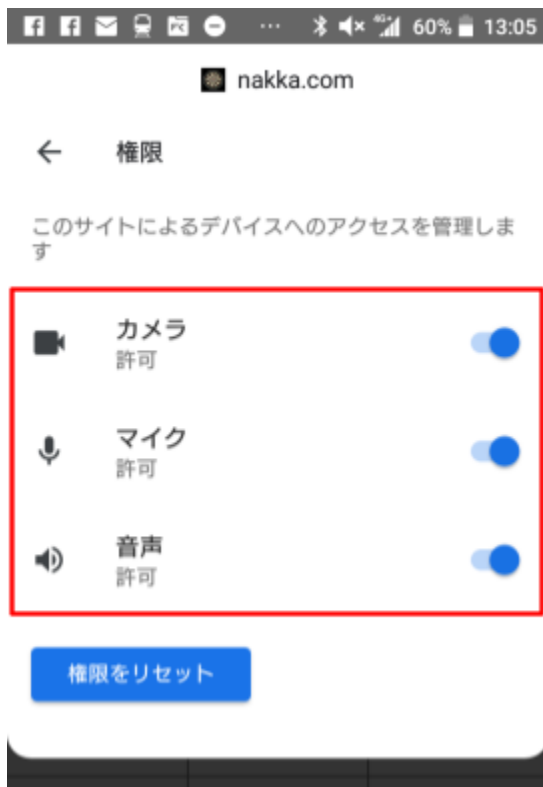 60% 13:05
nakka.com
権限
このサイトによるデバイスへのアクセスを管理しま
す
カメラ
許可
マイク
許可
音声
許可
権限をリセット